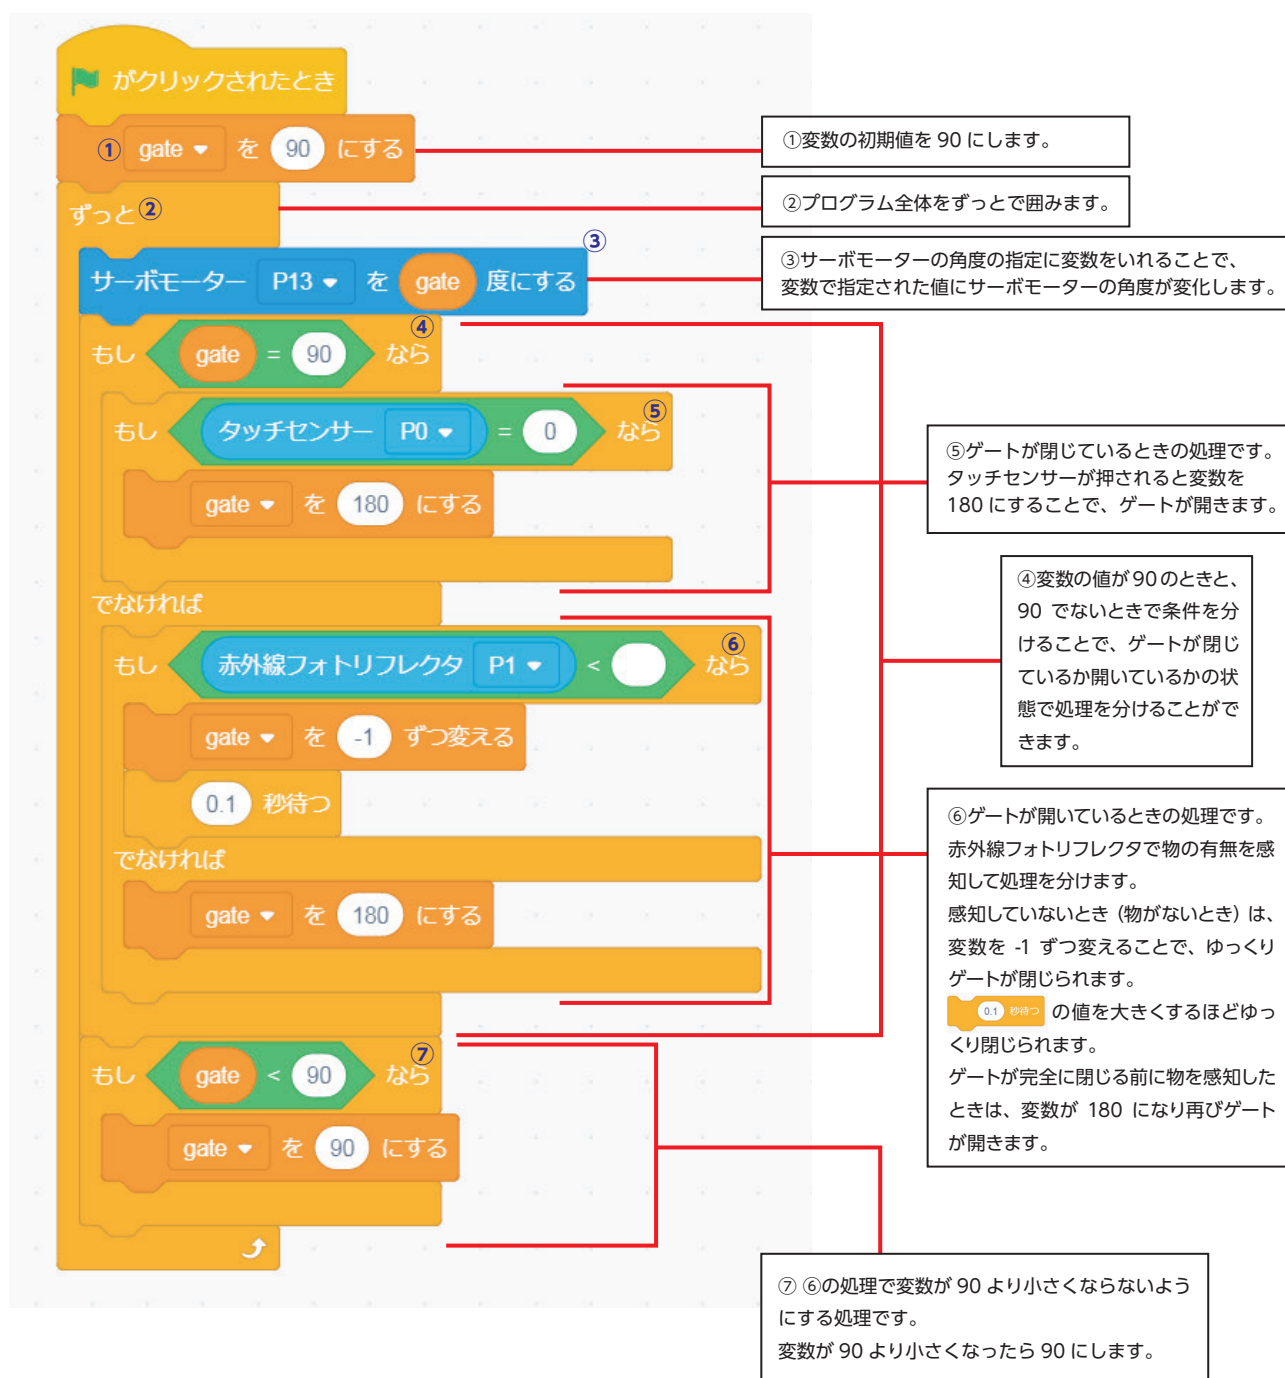 がクリックされたとき
① gate を 90 にする
①変数の初期値を 90 にします。
ずっと②
②プログラム全体をずっとで囲みます。
③
サーボモーター P13 を gate 度にする
③サーボモーターの角度の指定に変数をいれることで、
変数で指定された値にサーボモーターの角度が変化します。
④
もし gate = 90 なら
⑤
もし タッチセンサー P0 = 0 なら
gate を 180 にする
⑤ゲートが閉じているときの処理です。
タッチセンサーが押されると変数を
180 にすることで、ゲートが開きます。
でなければ
④変数の値が 90 のときと、
90 でないときで条件を分
けることで、ゲートが閉じ
ているか開いているかの状
態で処理を分けることがで
きます。
⑥
もし 赤外線フォトリフレクタ P1 < なら
gate を -1 ずつ変える
0.1 秒待つ
でなければ
gate を 180 にする
⑥ゲートが開いているときの処理です。
赤外線フォトリフレクタで物の有無を感
知して処理を分けます。
感知していないとき（物がないとき）は、
変数を -1 ずつ変えることで、ゆっくり
ゲートが閉じられます。
0.1 秒待つ の値を大きくするほどゆっ
くり閉じられます。
ゲートが完全に閉じる前に物を感知した
ときは、変数が 180 になり再びゲート
が開きます。
⑦
もし gate < 90 なら
gate を 90 にする
⑦ ⑥の処理で変数が 90 より小さくならないよう
にする処理です。
変数が 90 より小さくなったら 90 にします。